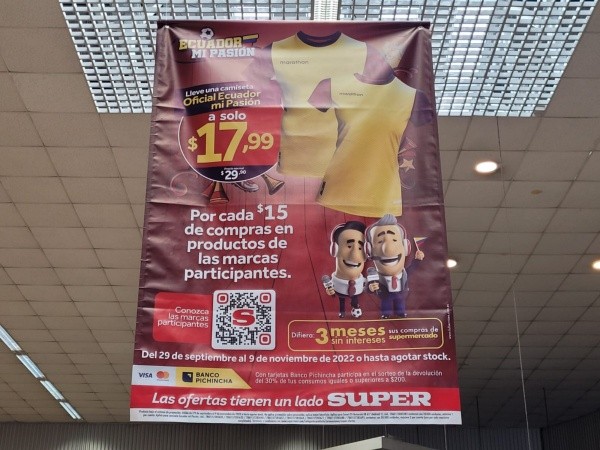 ECUADOR
MI PASIÓN
marathon
marathon
Lleve una camiseta
Oficial Ecuador
mi Pasión
a solo
$17,99
$29,90
Por cada $15
de compras en
productos de
las marcas
participantes.
Conozca
las marcas
participantes
S
Difiera: 3 meses sin intereses sus compras de supermercado
Del 29 de septiembre al 9 de noviembre de 2022 o hasta agotar stock.
VISA
BANCO
PICHINCHA
Con tarjetas Banco Pichincha participa en el sorteo de la devolución
del 30% de tus consumos iguales o superiores a $200.
Las ofertas tienen un lado SUPER